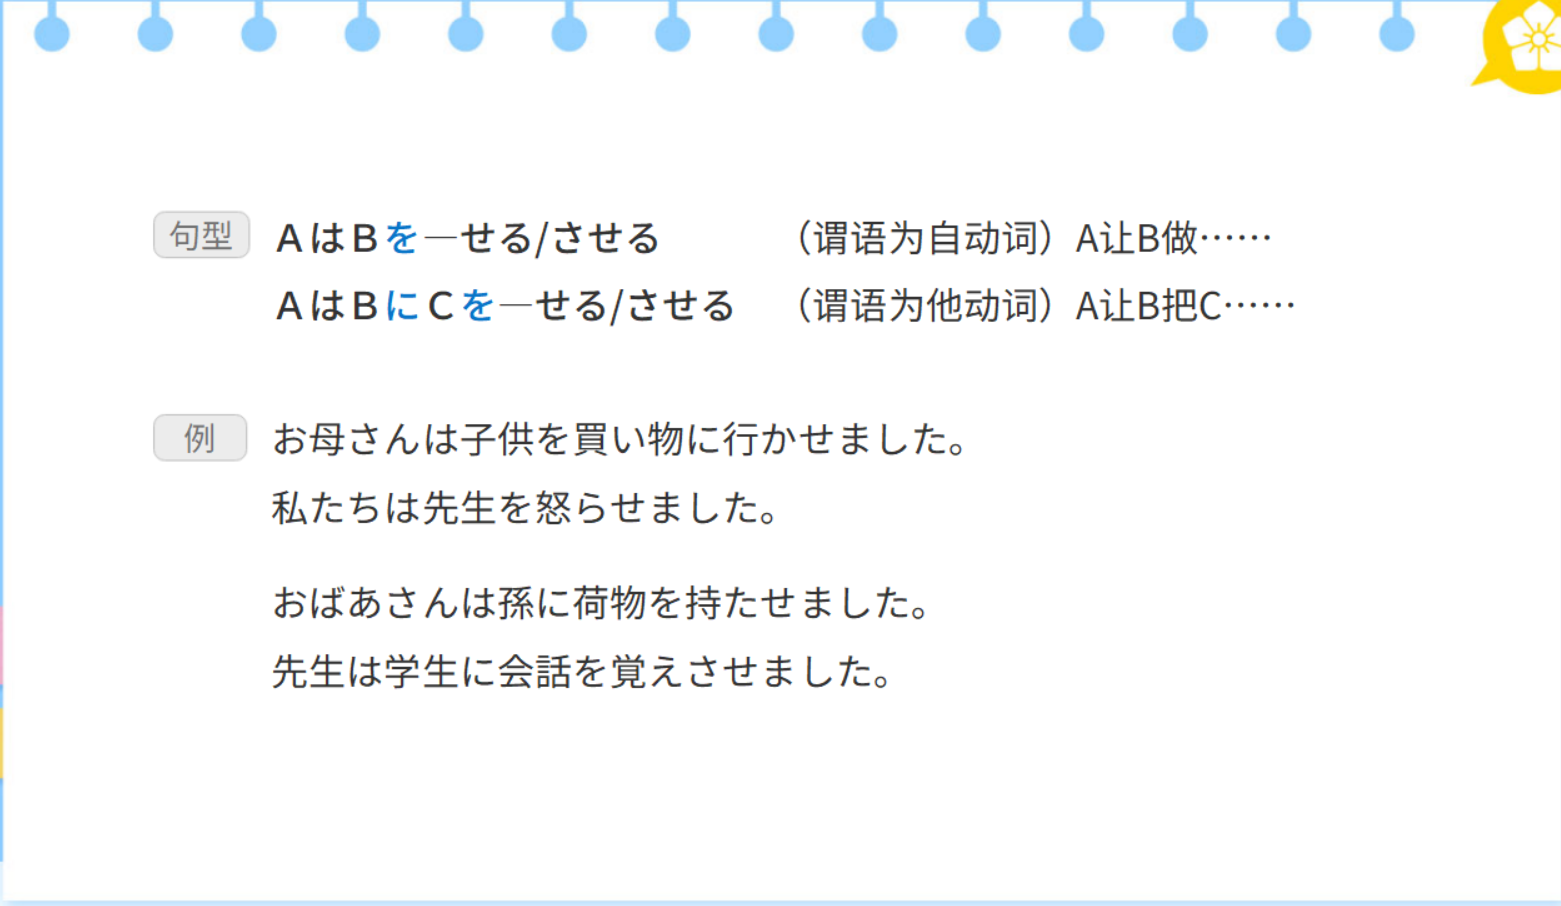 句型 AはBを—せる/させる （谓语为自动词）A让B做……
AはBにCを—せる/させる （谓语为他动词）A让B把C……
例 お母さんは子供を買い物に行かせました。
私たちは先生を怒らせました。
おばあさんは孫に荷物を持たせました。
先生は学生に会話を覚えさせました。